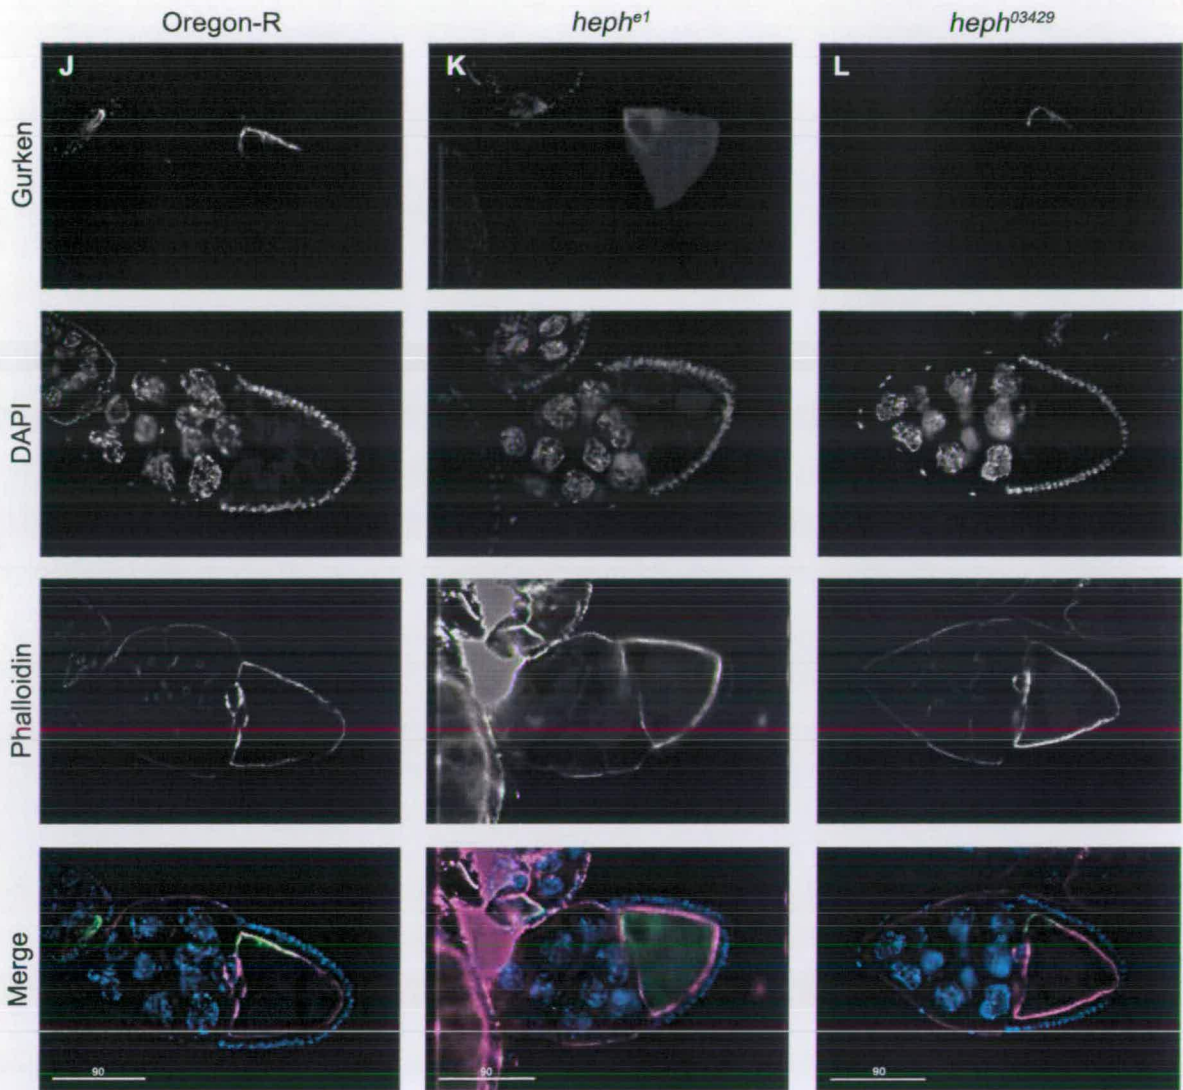 Oregon-R heph^e1 heph^03429
Gurken
J K L
DAPI
Phalloidin
Merge
90 90 90